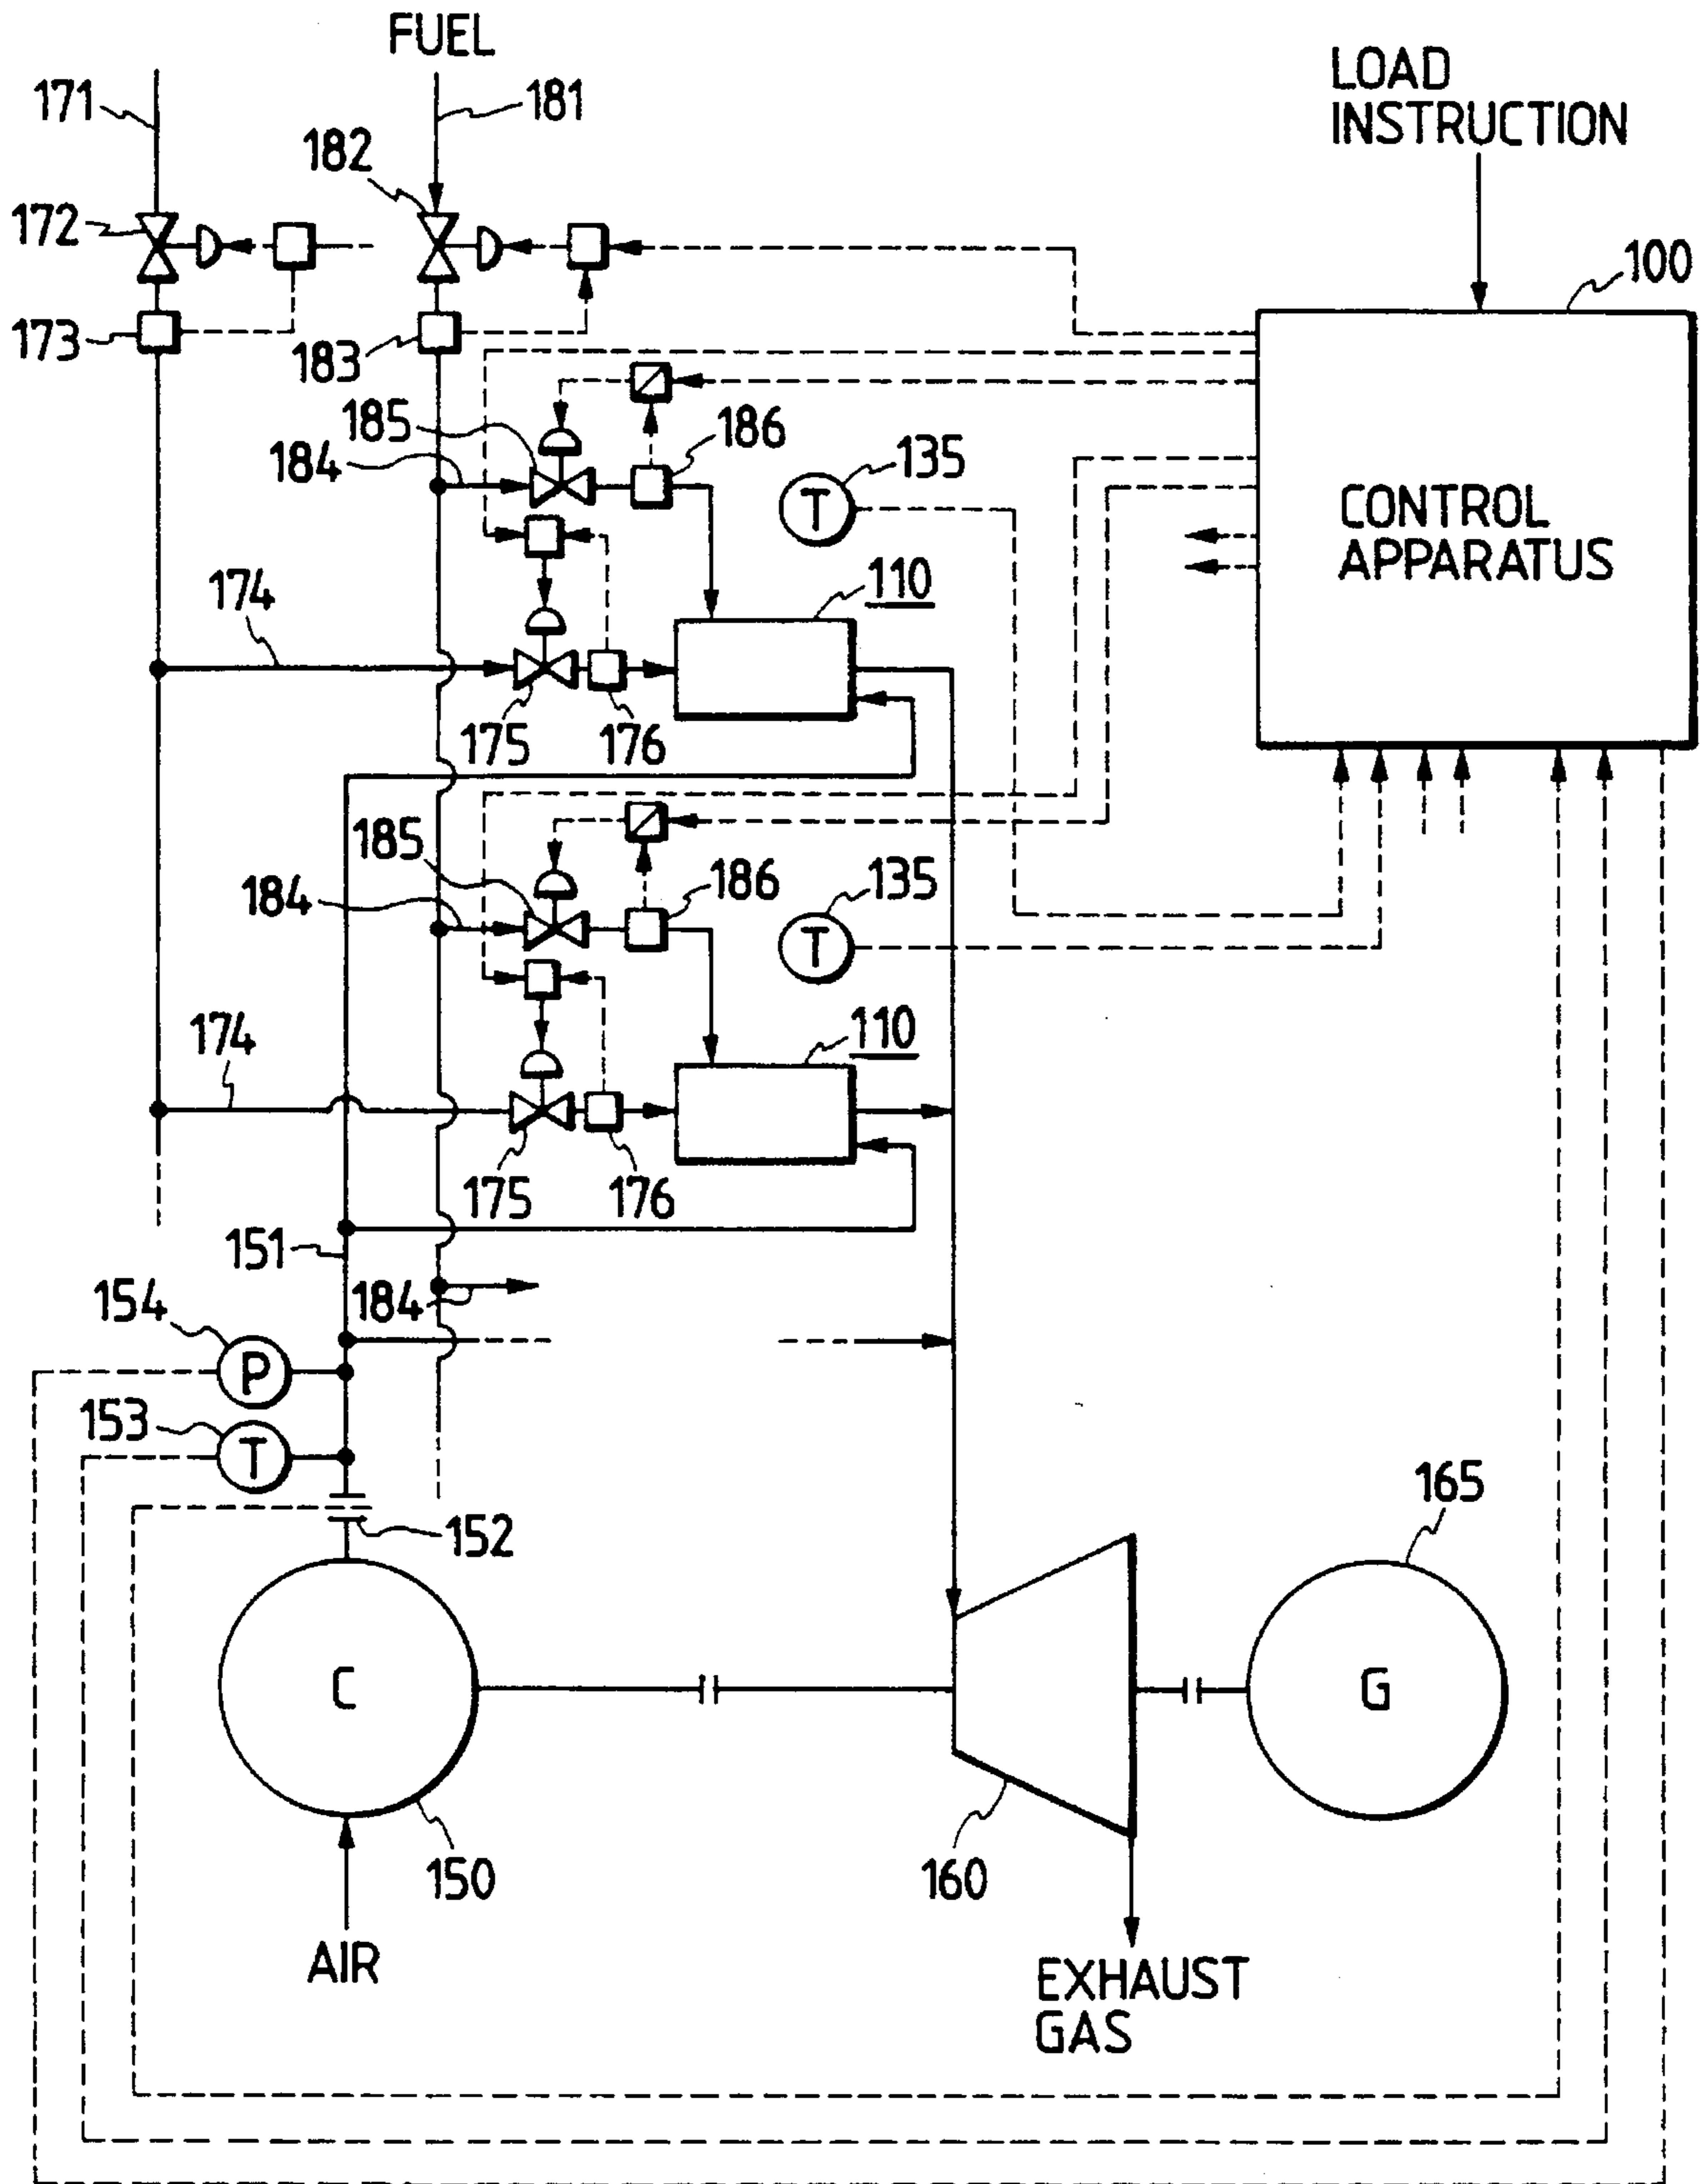 FUEL
LOAD
INSTRUCTION
171
181
182
172
100
173
183
185
186
135
184
CONTROL
APPARATUS
174
110
175
176
185
186
135
184
174
110
175
176
151
184
154
P
153
T
152
165
C
G
150
160
AIR
EXHAUST
GAS
T
T